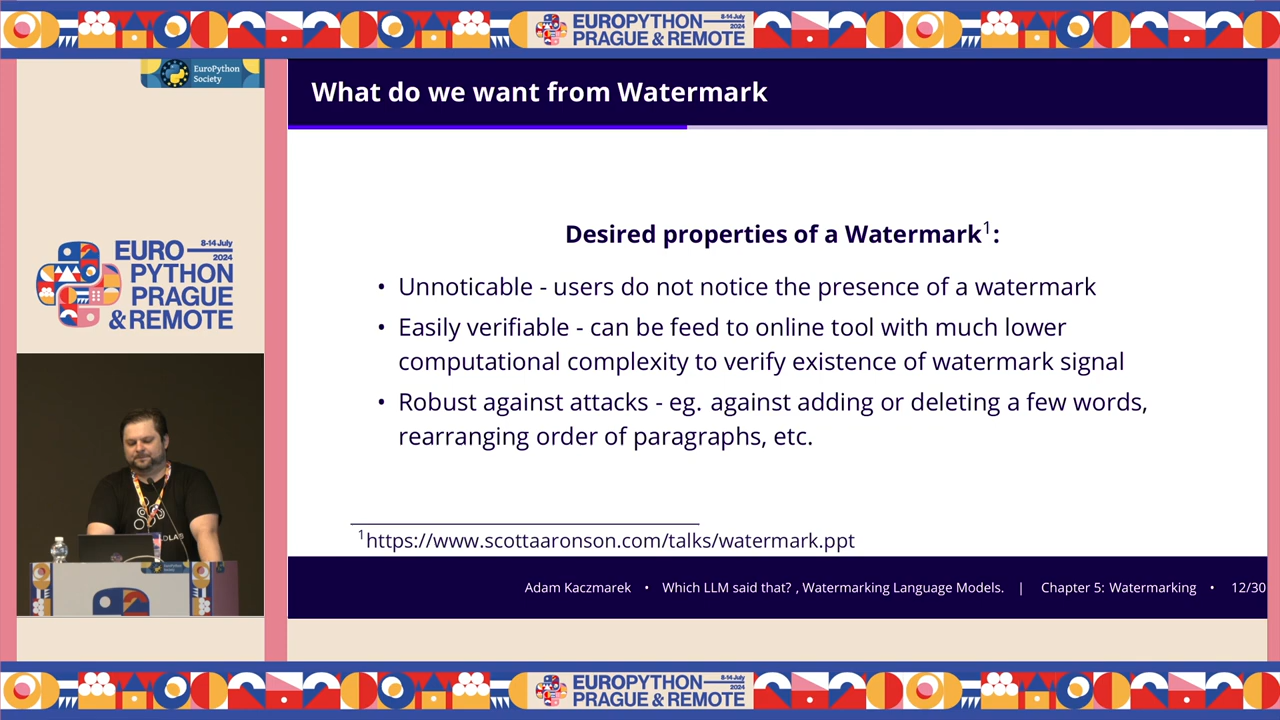 EUROPYTHON
8-14 July
2024
PRAGUE & REMOTE
EuroPython
Society
What do we want from Watermark
EURO
8-14 July
2024
PYTHON
PRAGUE
& REMOTE
Desired properties of a Watermark1:
• Unnoticable - users do not notice the presence of a watermark
• Easily verifiable - can be feed to online tool with much lower
computational complexity to verify existence of watermark signal
• Robust against attacks - eg. against adding or deleting a few words,
rearranging order of paragraphs, etc.
1https://www.scottaaronson.com/talks/watermark.ppt
Adam Kaczmarek • Which LLM said that? , Watermarking Language Models. | Chapter 5: Watermarking • 12/30
EUROPYTHON
8-14 July
2024
PRAGUE & REMOTE